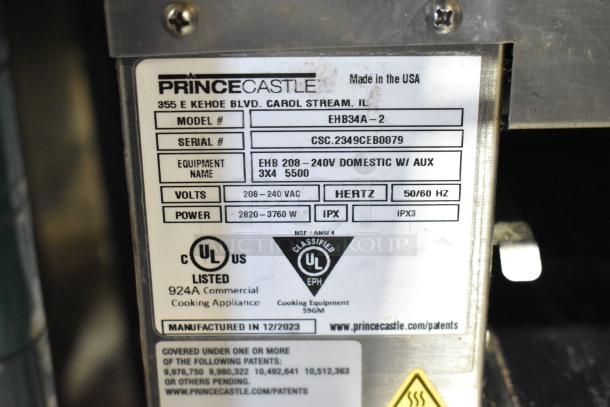 PRINCE CASTLE
Made in the USA
355 E KEHOE BLVD. CAROL STREAM, IL
MODEL # EHB34A-2
SERIAL # CSC.2349CEB0079
EQUIPMENT NAME EHB 208-240V DOMESTIC W/ AUX
3X4 5500
VOLTS 208-240 VAC HERTZ 50/60 HZ
POWER 2820-3760 W IPX IPX3
NSF / ANSI 4
CLASSIFIED
C UL US
UL
LISTED
EPH
924A Commercial
Cooking Appliance
Cooking Equipment
59GM
MANUFACTURED IN 12/2023 www.princecastle.com/patents
COVERED UNDER ONE OR MORE
OF THE FOLLOWING PATENTS:
9,976,750 9,980,322 10,492,641 10,512,363
OR OTHERS PENDING.
WWW.PRINCECASTLE.COM/PATENTS